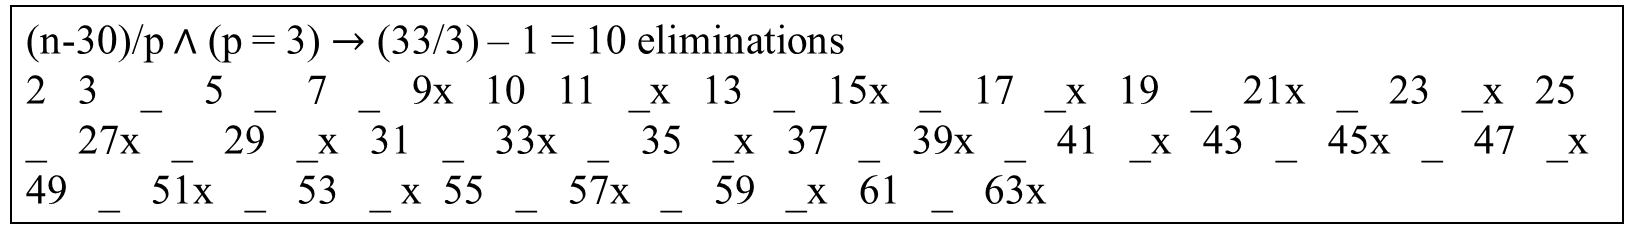 (n-30)/p ∧ (p = 3) → (33/3) – 1 = 10 eliminations
2 3 _ 5 _ 7 _ 9x 10 11 _x 13 _ 15x _ 17 _x 19 _ 21x _ 23 _x 25
_ 27x _ 29 _x 31 _ 33x _ 35 _x 37 _ 39x _ 41 _x 43 _ 45x _ 47 _x
49 _ 51x _ 53 _ x 55 _ 57x _ 59 _x 61 _ 63x